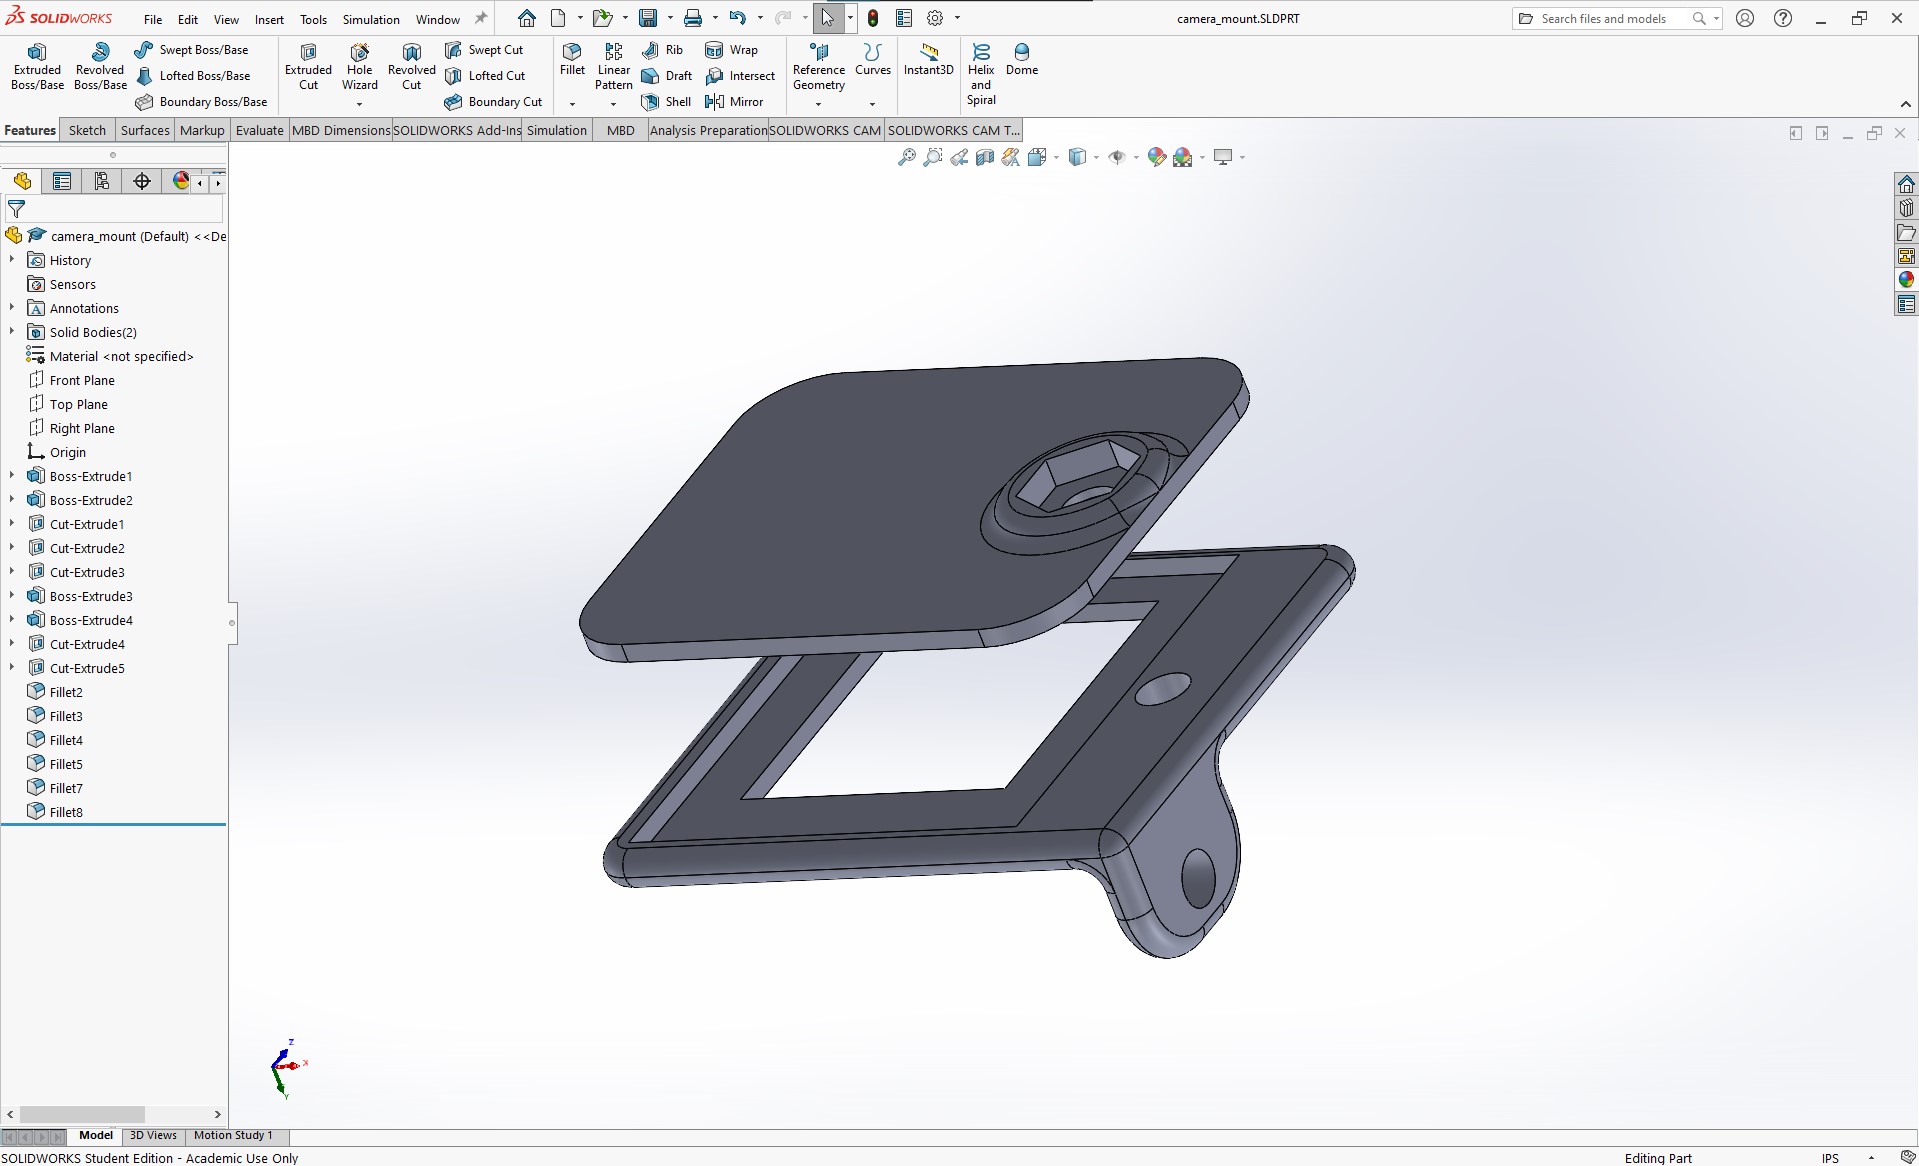 SOLIDWORKS File Edit View Insert Tools Simulation Window camera_mount.SLDPRT Search files and models
Extruded Boss/Base
Revolved Boss/Base
Swept Boss/Base
Lofted Boss/Base
Boundary Boss/Base
Extruded Cut
Hole Wizard
Revolved Cut
Swept Cut
Lofted Cut
Boundary Cut
Fillet
Linear Pattern
Rib
Draft
Shell
Wrap
Intersect
Mirror
Reference Geometry
Curves
Instant3D
Helix and Spiral
Dome
Features Sketch Surfaces Markup Evaluate MBD Dimensions SOLIDWORKS Add-Ins Simulation MBD Analysis Preparation SOLIDWORKS CAM SOLIDWORKS CAM T...
camera_mount (Default) <<De
History
Sensors
A Annotations
Solid Bodies(2)
Material <not specified>
Front Plane
Top Plane
Right Plane
Origin
Boss-Extrude1
Boss-Extrude2
Cut-Extrude1
Cut-Extrude2
Cut-Extrude3
Boss-Extrude3
Boss-Extrude4
Cut-Extrude4
Cut-Extrude5
Fillet2
Fillet3
Fillet4
Fillet5
Fillet7
Fillet8
Z
X
Y
Model 3D Views Motion Study 1
SOLIDWORKS Student Edition - Academic Use Only Editing Part IPS